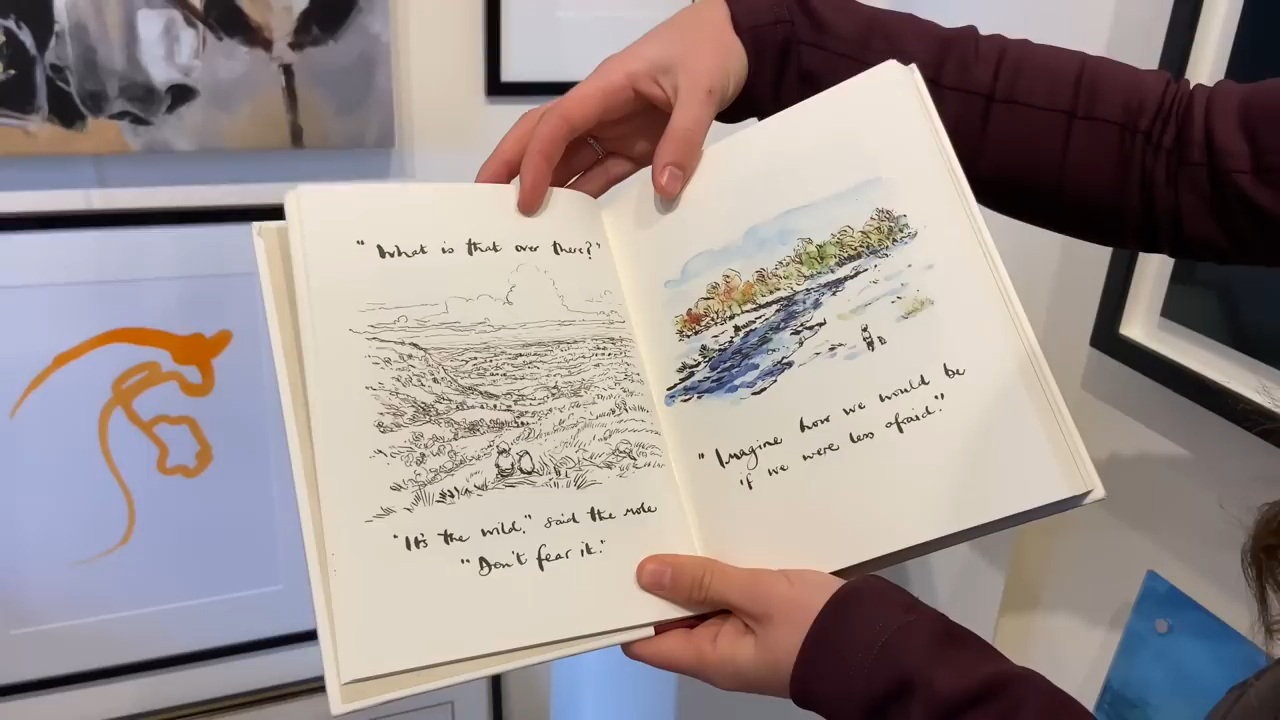 "What is that over there?"
"It's the wild," said the mole
"Don't fear it."
"Imagine how we would be
if we were less afraid."